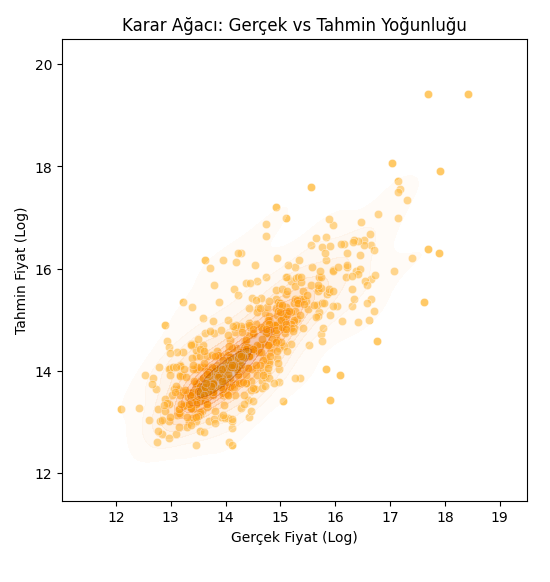 Karar Ağacı: Gerçek vs Tahmin Yoğunluğu
20
18
16
14
12
Tahmin Fiyat (Log)
12 13 14 15 16 17 18 19
Gerçek Fiyat (Log)